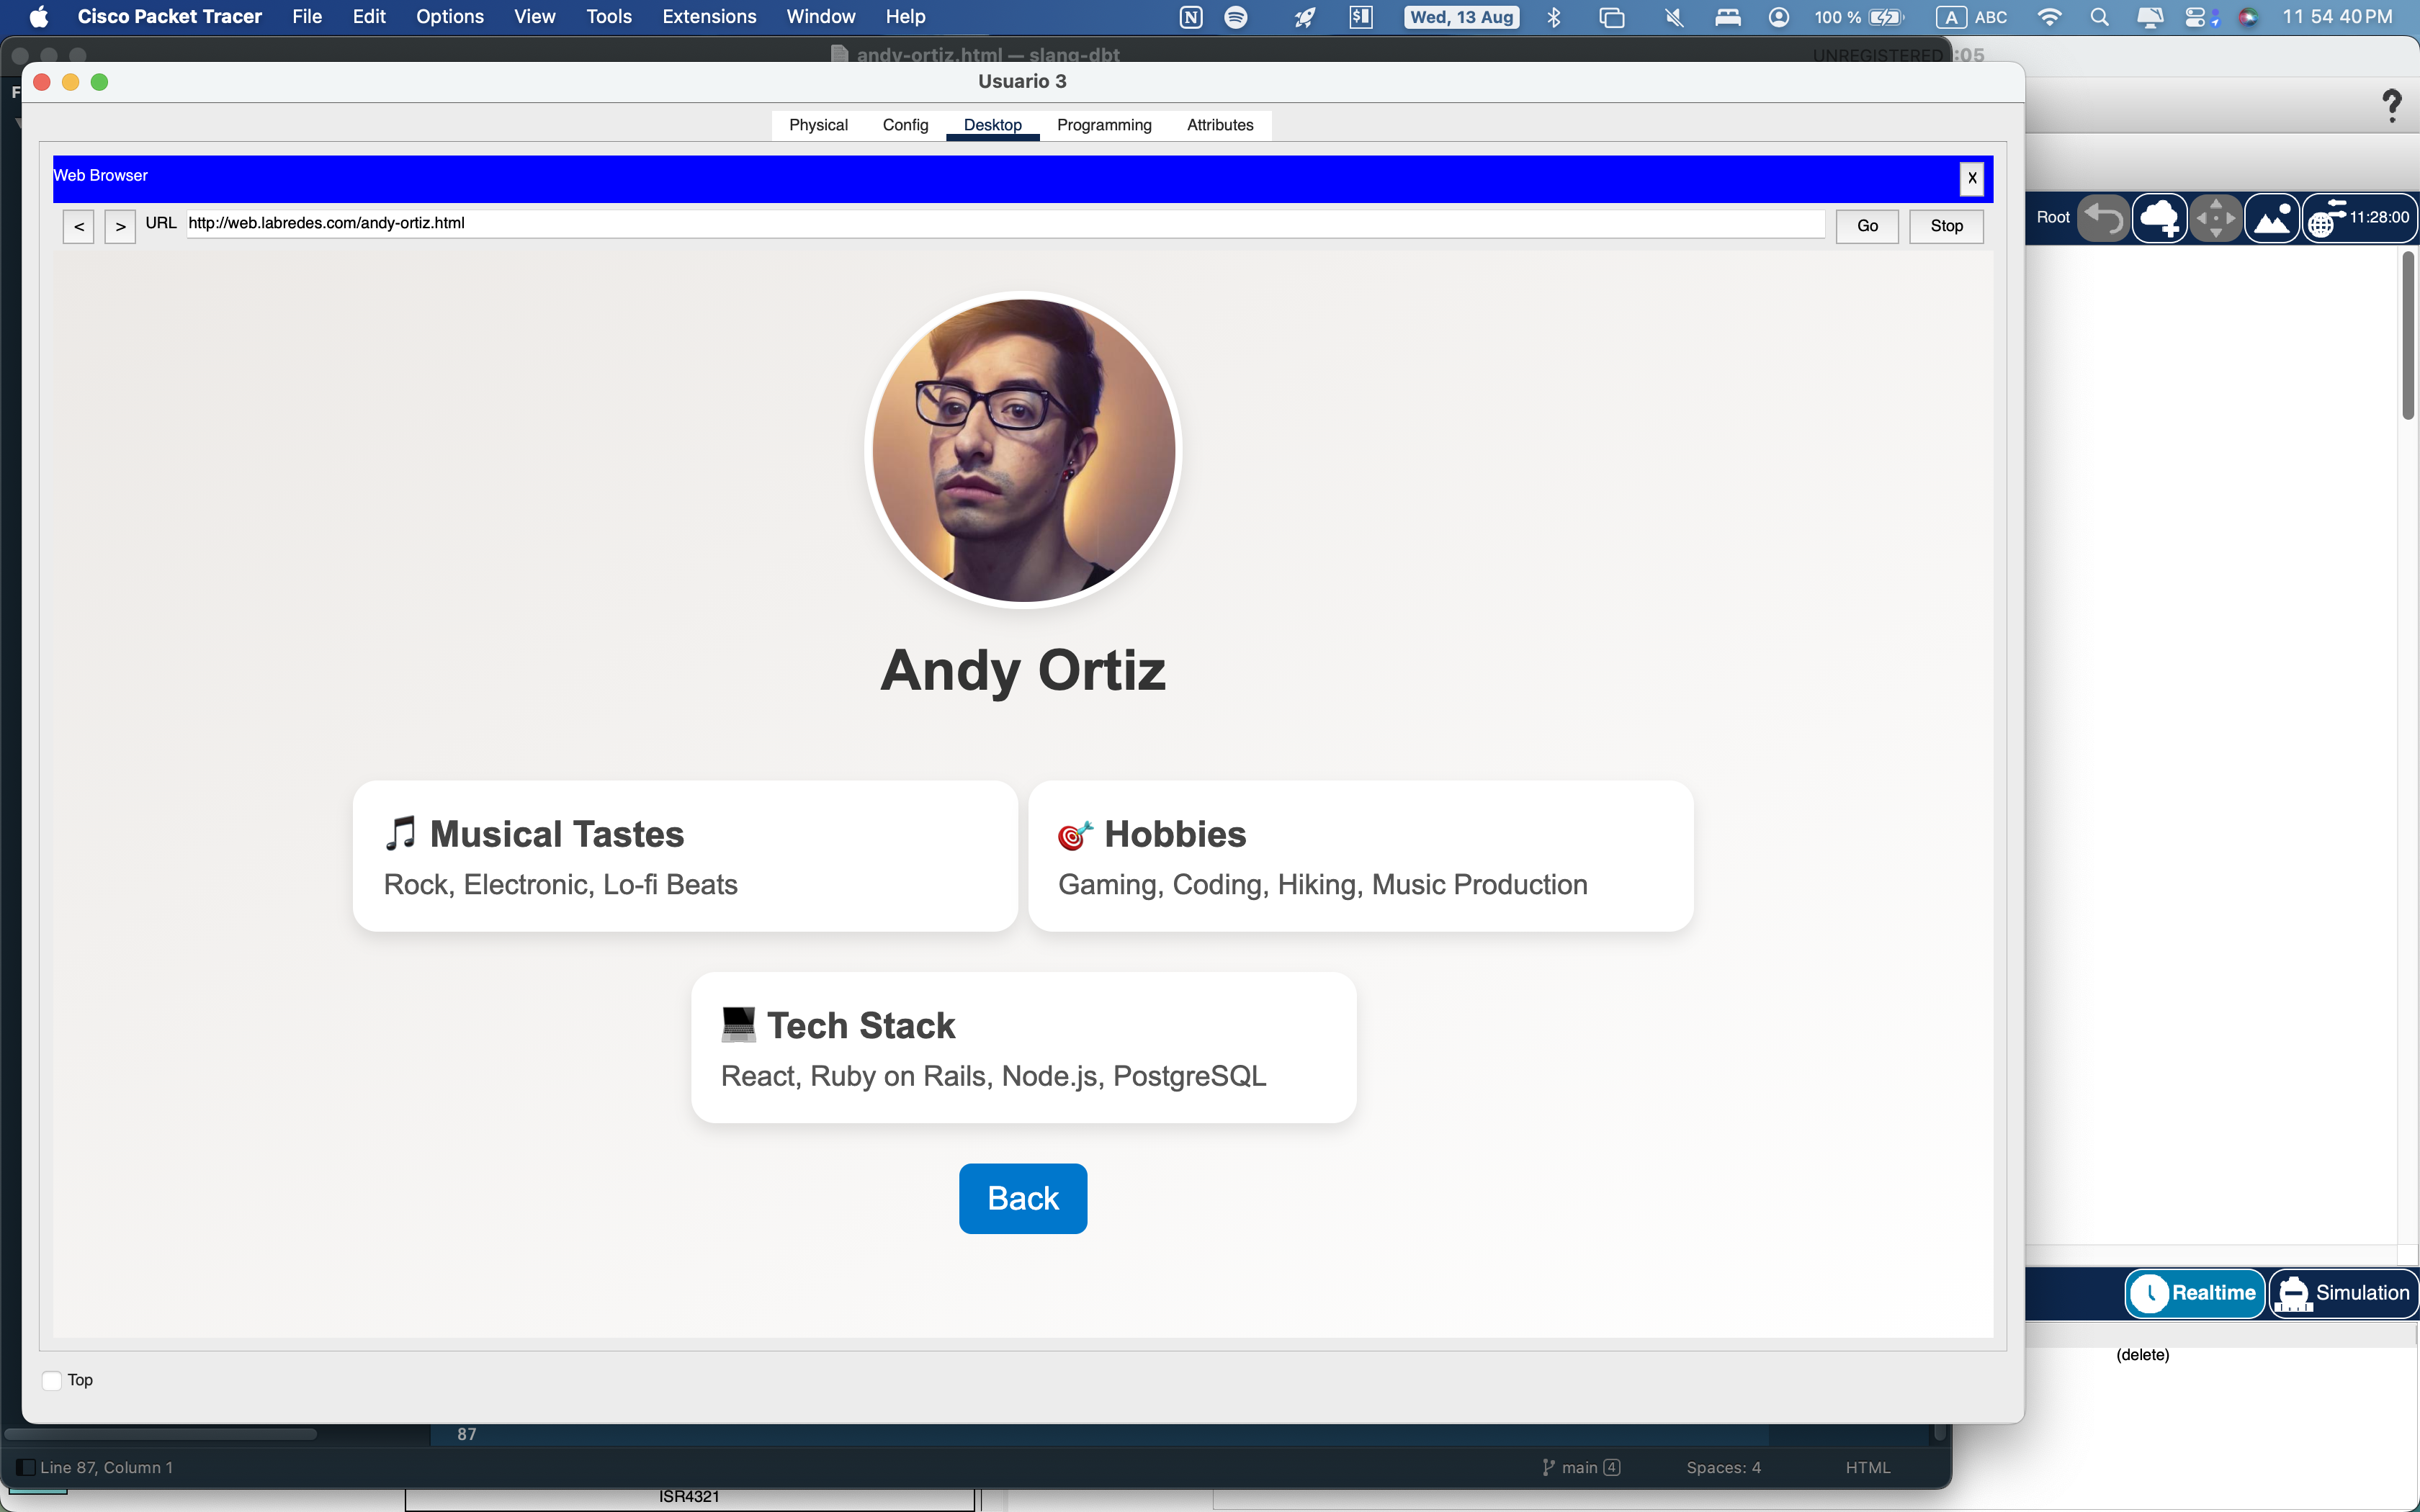 Cisco Packet Tracer File Edit Options View Tools Extensions Window Help Wed, 13 Aug 100 % A ABC 11 54 40 PM
andy-ortiz.html — slang-dbt UNREGISTERED :05
Usuario 3
F
Physical Config Desktop Programming Attributes
Web Browser X
< > URL http://web.labredes.com/andy-ortiz.html Go Stop
Root 11:28:00
Andy Ortiz
Musical Tastes
Rock, Electronic, Lo-fi Beats
Hobbies
Gaming, Coding, Hiking, Music Production
Tech Stack
React, Ruby on Rails, Node.js, PostgreSQL
Back
Realtime Simulation
(delete)
Top
87
Line 87, Column 1 main 4 Spaces: 4 HTML
ISR4321